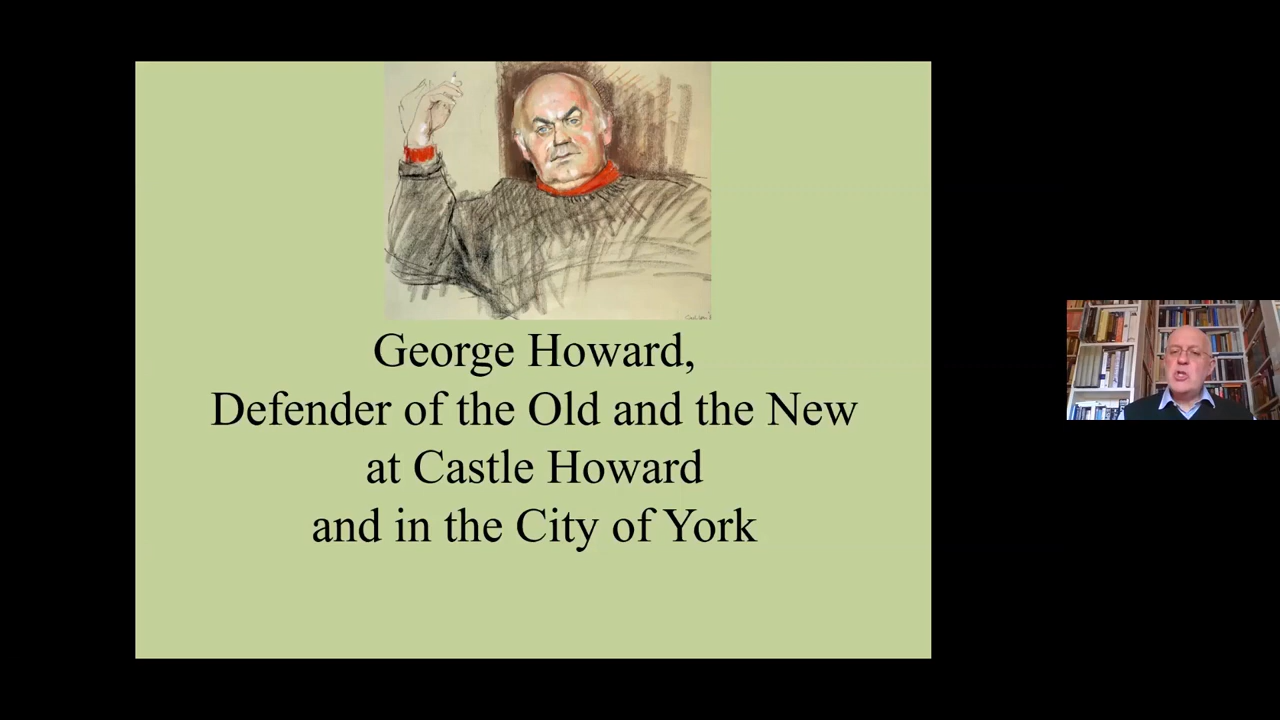 George Howard,
Defender of the Old and the New
at Castle Howard
and in the City of York